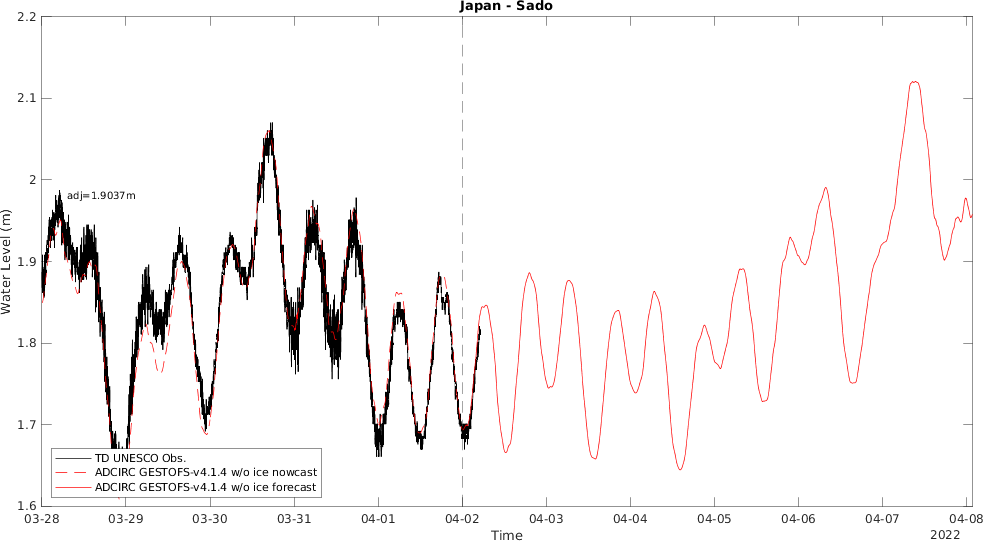 Japan - Sado
2.2
2.1
2
1.9
1.8
1.7
1.6
Water Level (m)
adj=1.9037m
TD UNESCO Obs.
ADCIRC GESTOFS-v4.1.4 w/o ice nowcast
ADCIRC GESTOFS-v4.1.4 w/o ice forecast
03-28 03-29 03-30 03-31 04-01 04-02 04-03 04-04 04-05 04-06 04-07 04-08
Time
2022